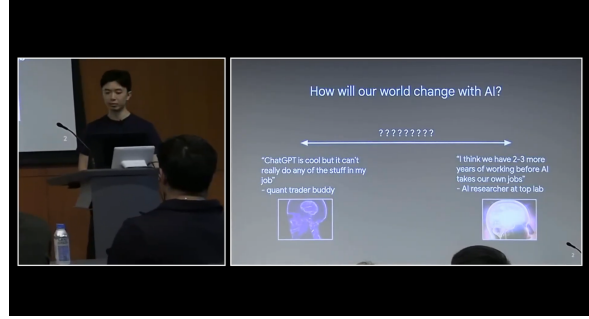 How will our world change with AI?
?????????
"ChatGPT is cool but it can't
really do any of the stuff in my
job"
- quant trader buddy
"I think we have 2-3 more
years of working before AI
takes our own jobs"
- AI researcher at top lab
2
2